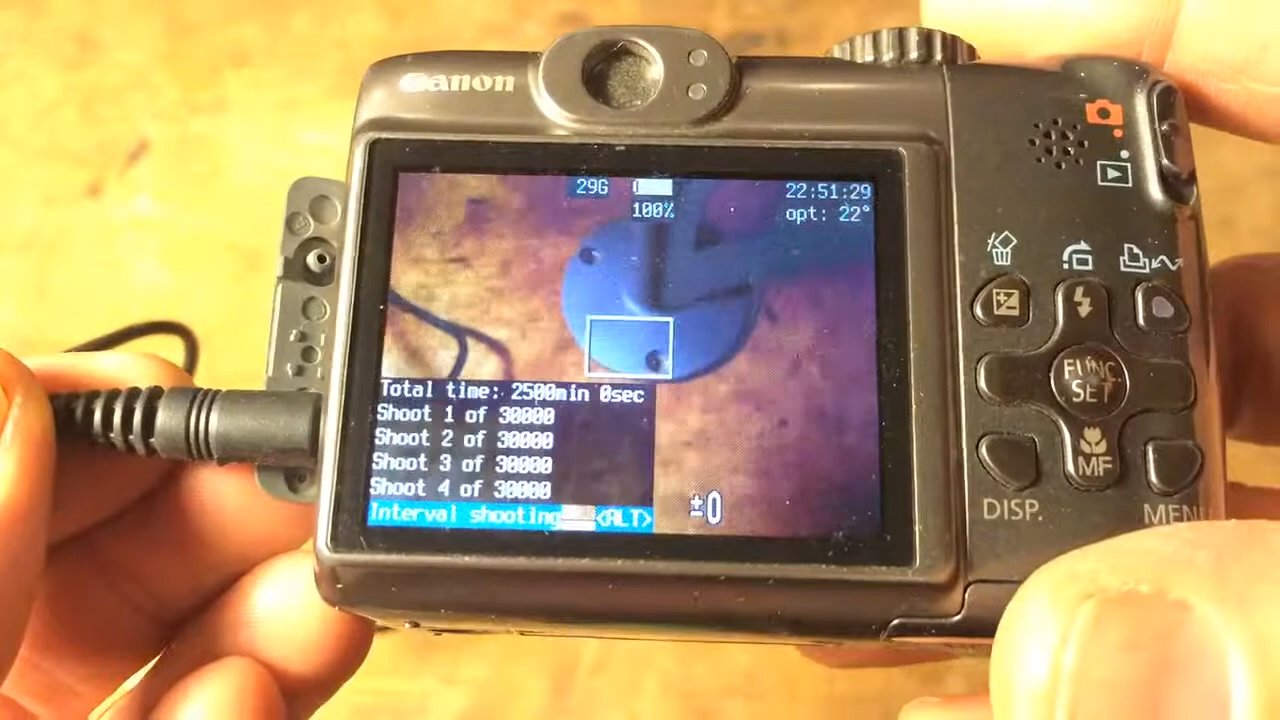 Canon
29G
22:51:29
100%
opt: 22°
Total time: 2500min 0sec
Shoot 1 of 30000
Shoot 2 of 30000
Shoot 3 of 30000
Shoot 4 of 30000
Interval shooting <ALT>
±0
FUNC.
SET
MF
DISP.
MENU